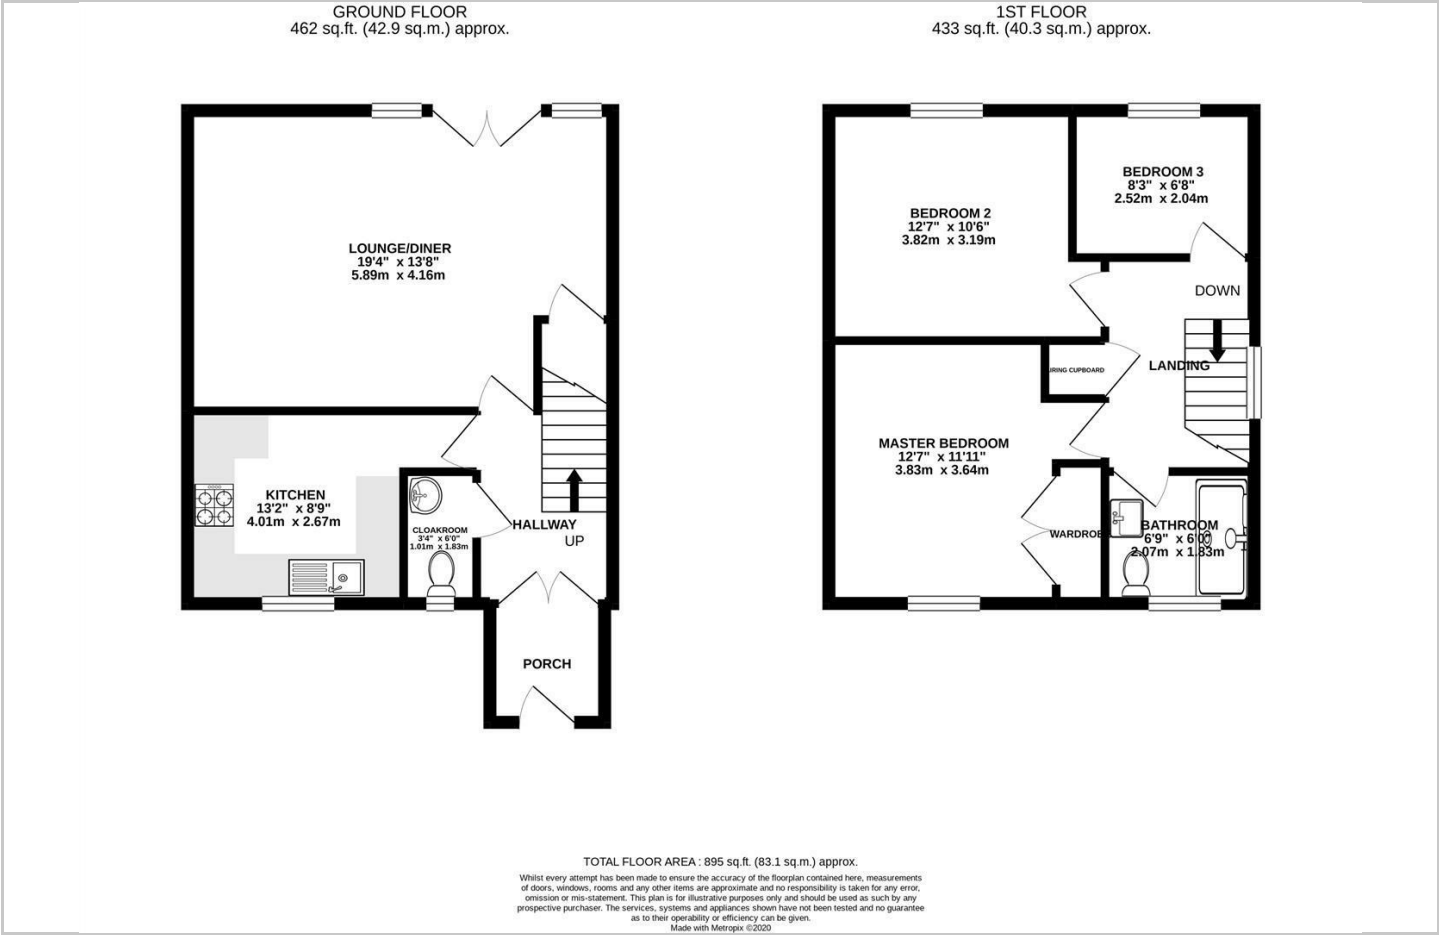 GROUND FLOOR
462 sq.ft. (42.9 sq.m.) approx.
1ST FLOOR
433 sq.ft. (40.3 sq.m.) approx.
LOUNGE/DINER
19'4" x 13'8"
5.89m x 4.16m
KITCHEN
13'2" x 8'9"
4.01m x 2.67m
CLOAKROOM
3'4" x 6'0"
1.01m x 1.83m
HALLWAY
UP
PORCH
BEDROOM 2
12'7" x 10'6"
3.82m x 3.19m
BEDROOM 3
8'3" x 6'8"
2.52m x 2.04m
DOWN
LANDING
CUPBOARD
MASTER BEDROOM
12'7" x 11'11"
3.83m x 3.64m
WARDROBE
BATHROOM
6'9" x 6'0"
2.07m x 1.83m
TOTAL FLOOR AREA : 895 sq.ft. (83.1 sq.m.) approx.
Whilst every attempt has been made to ensure the accuracy of the floorplan contained here, measurements
of doors, windows, rooms and any other items are approximate and no responsibility is taken for any error,
omission or mis-statement. This plan is for illustrative purposes only and should be used as such by any
prospective purchaser. The services, systems and appliances shown have not been tested and no guarantee
as to their operability or efficiency can be given.
Made with Metropix ©2020